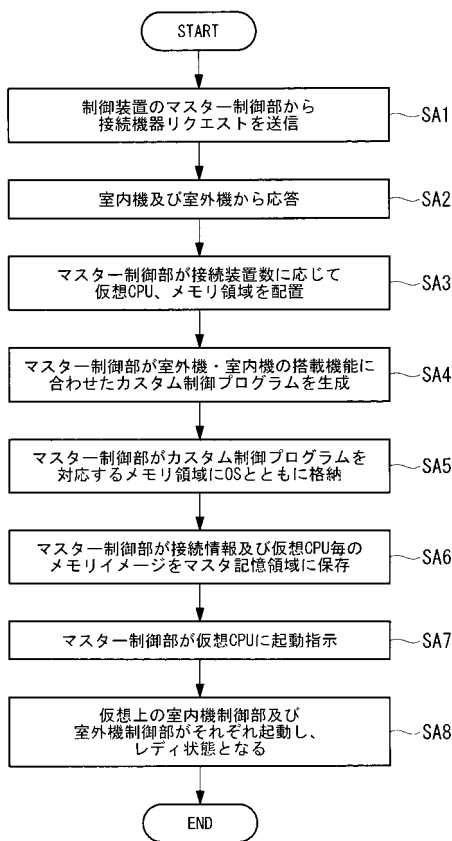 START
制御装置のマスター制御部から
接続機器リクエストを送信
SA1
室内機及び室外機から応答
SA2
マスター制御部が接続装置数に応じて
仮想CPU、メモリ領域を配置
SA3
マスター制御部が室外機・室内機の搭載機能に
合わせたカスタム制御プログラムを生成
SA4
マスター制御部がカスタム制御プログラムを
対応するメモリ領域にOSとともに格納
SA5
マスター制御部が接続情報及び仮想CPU毎の
メモリイメージをマスタ記憶領域に保存
SA6
マスター制御部が仮想CPUに起動指示
SA7
仮想上の室内機制御部及び
室外機制御部がそれぞれ起動し、
レディ状態となる
SA8
END